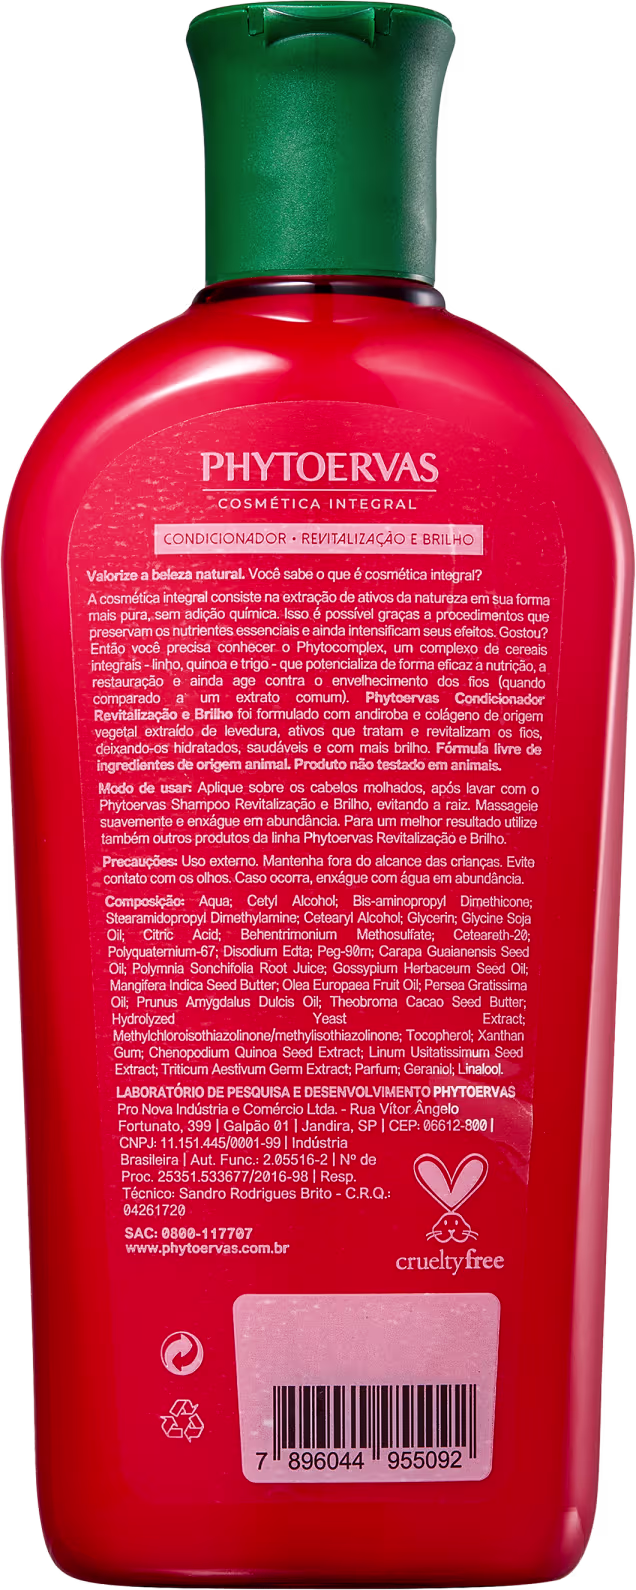 PHYTOERVAS
COSMÉTICA INTEGRAL
CONDICIONADOR • REVITALIZAÇÃO E BRILHO
Valorize a beleza natural. Você sabe o que é cosmética integral?
A cosmética integral consiste na extração de ativos da natureza em sua forma
mais pura, sem adição química. Isso é possível graças a procedimentos que
preservam os nutrientes essenciais e ainda intensificam seus efeitos. Gostou?
Então você precisa conhecer o Phytocomplex, um complexo de cereais
integrais - linho, quinoa e trigo - que potencializa de forma eficaz a nutrição, a
restauração e ainda age contra o envelhecimento dos fios (quando
comparado a um extrato comum). Phytoervas Condicionador
Revitalização e Brilho foi formulado com andiroba e colágeno de origem
vegetal extraído de levedura, ativos que tratam e revitalizam os fios,
deixando-os hidratados, saudáveis e com mais brilho. Fórmula livre de
ingredientes de origem animal. Produto não testado em animais.
Modo de usar: Aplique sobre os cabelos molhados, após lavar com o
Phytoervas Shampoo Revitalização e Brilho, evitando a raiz. Massageie
suavemente e enxágue em abundância. Para um melhor resultado utilize
também outros produtos da linha Phytoervas Revitalização e Brilho.
Precauções: Uso externo. Mantenha fora do alcance das crianças. Evite
contato com os olhos. Caso ocorra, enxágue com água em abundância.
Composição: Aqua; Cetyl Alcohol; Bis-aminopropyl Dimethicone;
Stearamidopropyl Dimethylamine; Cetearyl Alcohol; Glycerin; Glycine Soja
Oil; Citric Acid; Behentrimonium Methosulfate; Ceteareth-20;
Polyquaternium-67; Disodium Edta; Peg-90m; Carapa Guaianensis Seed
Oil; Polymnia Sonchifolia Root Juice; Gossypium Herbaceum Seed Oil;
Mangifera Indica Seed Butter; Olea Europaea Fruit Oil; Persea Gratissima
Oil; Prunus Amygdalus Dulcis Oil; Theobroma Cacao Seed Butter;
Hydrolyzed Yeast Extract;
Methylchloroisothiazolinone/methylisothiazolinone; Tocopherol; Xanthan
Gum; Chenopodium Quinoa Seed Extract; Linum Usitatissimum Seed
Extract; Triticum Aestivum Germ Extract; Parfum; Geraniol; Linalool.
LABORATÓRIO DE PESQUISA E DESENVOLVIMENTO PHYTOERVAS
Pro Nova Indústria e Comércio Ltda. - Rua Vítor Ângelo
Fortunato, 399 | Galpão 01 | Jandira, SP | CEP: 06612-800 |
CNPJ: 11.151.445/0001-99 | Indústria
Brasileira | Aut. Func.: 2.05516-2 | Nº de
Proc. 25351.533677/2016-98 | Resp.
Técnico: Sandro Rodrigues Brito - C.R.Q.:
04261720
SAC: 0800-117707
www.phytoervas.com.br
crueltyfree
7 896044 955092